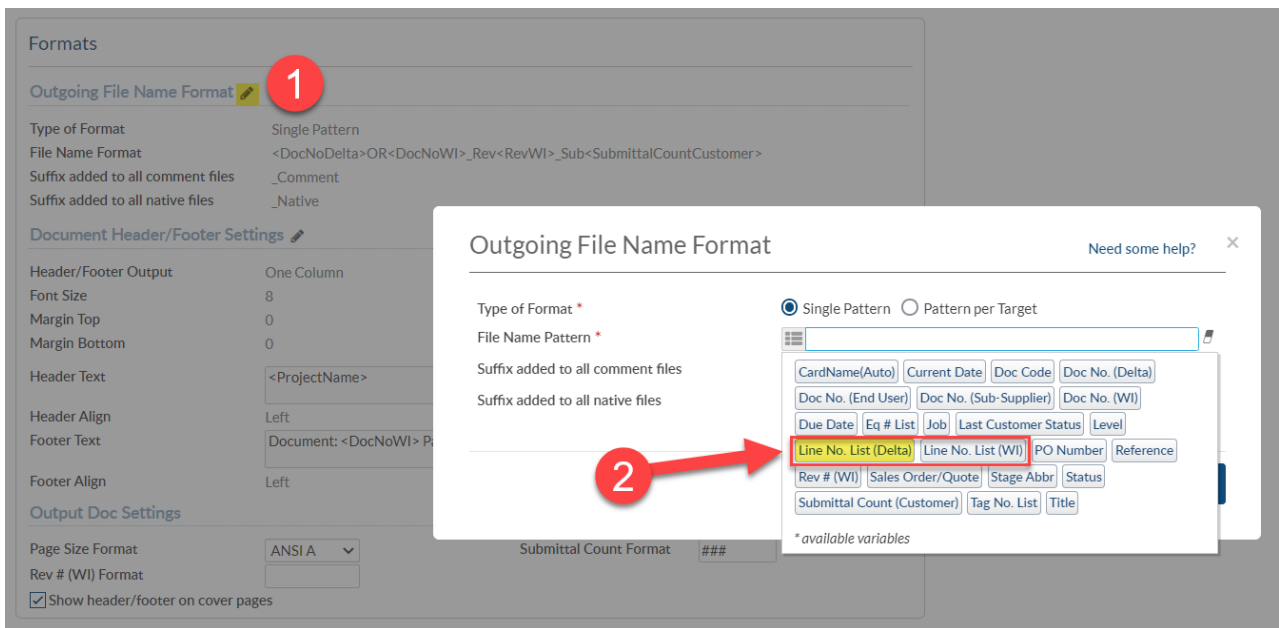 Formats
Outgoing File Name Format
1
Type of Format Single Pattern
File Name Format <DocNoDelta>OR<DocNoWI>_Rev<RevWI>_Sub<SubmittalCountCustomer>
Suffix added to all comment files _Comment
Suffix added to all native files _Native
Document Header/Footer Settings
Header/Footer Output One Column
Font Size 8
Margin Top 0
Margin Bottom 0
Header Text <ProjectName>
Header Align Left
Footer Text Document: <DocNoWI> Pa
Footer Align Left
Output Doc Settings
Page Size Format ANSI A
Submittal Count Format ###
Rev # (WI) Format
Show header/footer on cover pages
Outgoing File Name Format
Need some help? ×
Type of Format * Single Pattern Pattern per Target
File Name Pattern *
Suffix added to all comment files
Suffix added to all native files
CardName(Auto) Current Date Doc Code Doc No. (Delta)
Doc No. (End User) Doc No. (Sub-Supplier) Doc No. (WI)
Due Date Eq # List Job Last Customer Status Level
Line No. List (Delta) Line No. List (WI) PO Number Reference
Rev # (WI) Sales Order/Quote Stage Abbr Status
Submittal Count (Customer) Tag No. List Title
* available variables
2